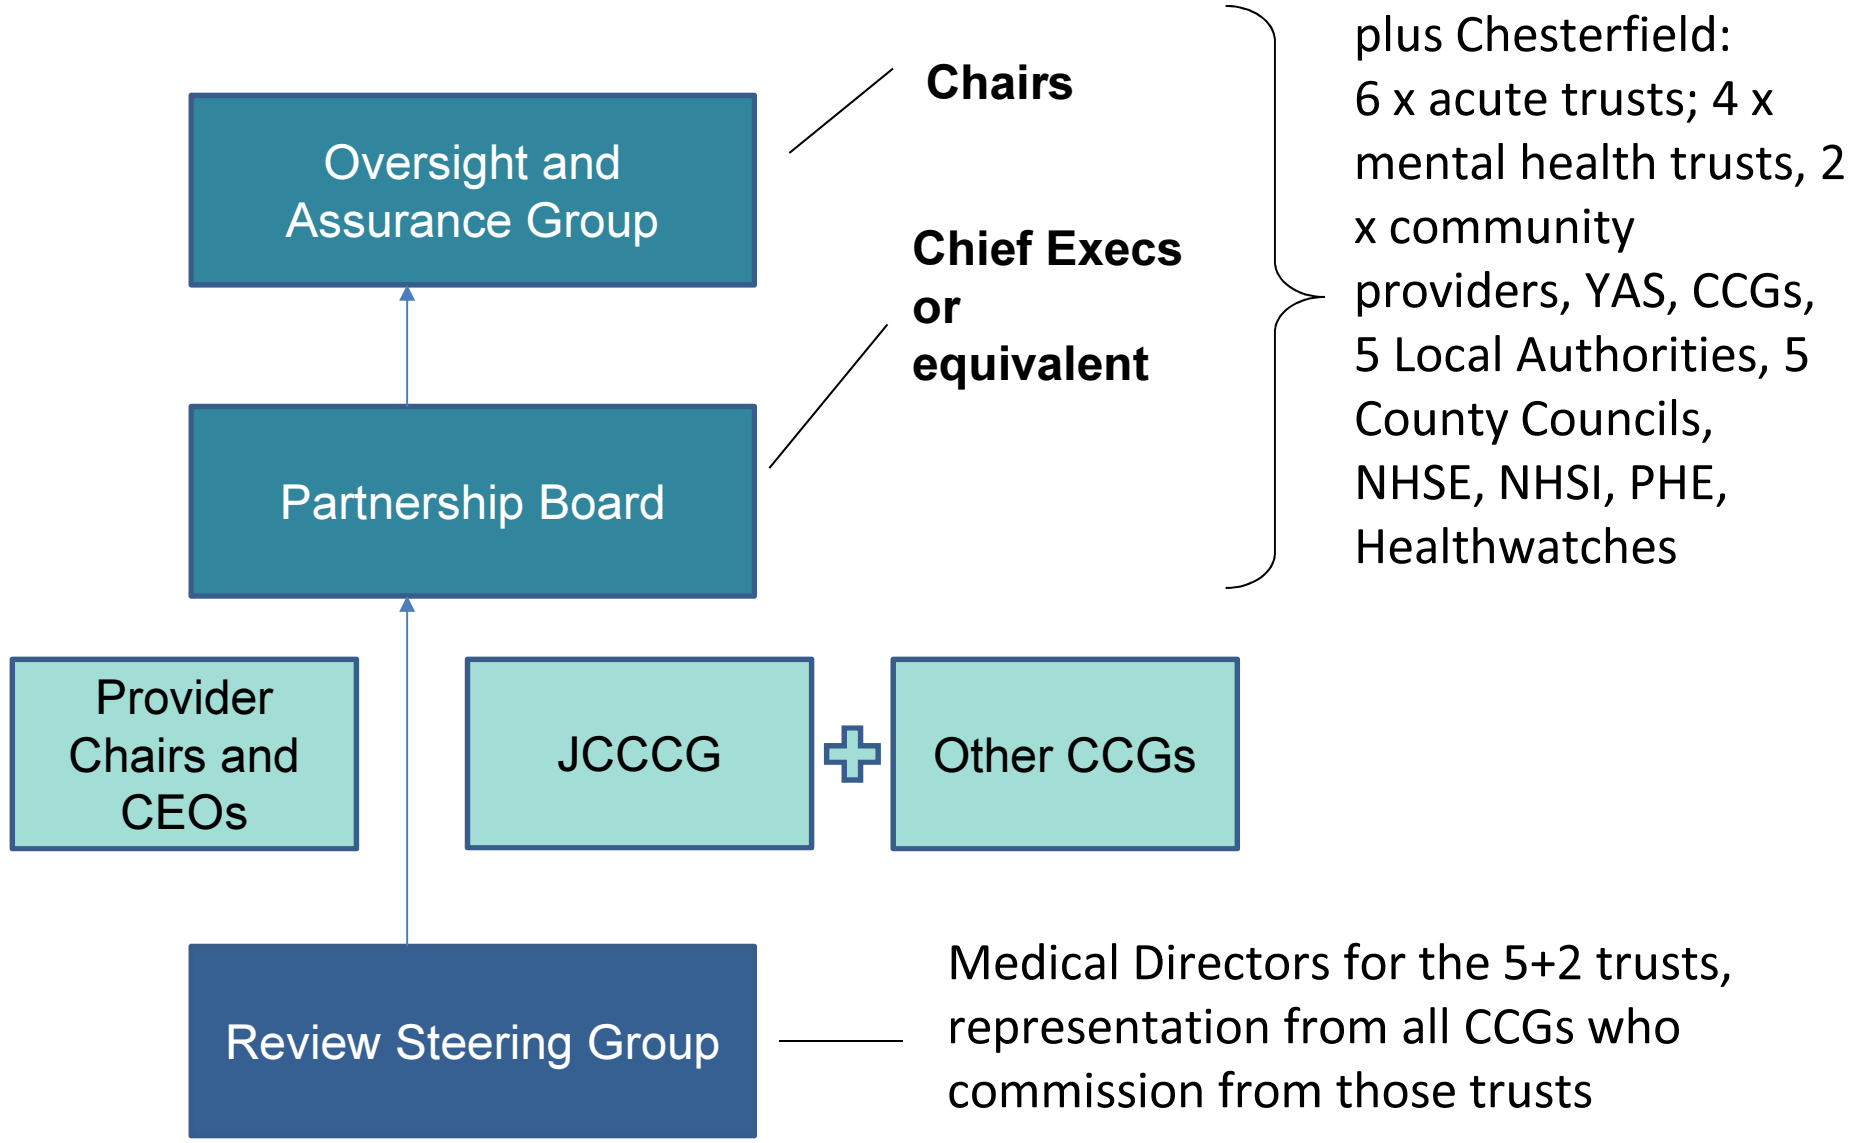 Oversight and
Assurance Group
Chairs
Chief Execs
or
equivalent
plus Chesterfield:
6 x acute trusts; 4 x
mental health trusts, 2
x community
providers, YAS, CCGs,
5 Local Authorities, 5
County Councils,
NHSE, NHSI, PHE,
Healthwatches
Partnership Board
Provider
Chairs and
CEOs
JCCCG
Other CCGs
Review Steering Group
Medical Directors for the 5+2 trusts,
representation from all CCGs who
commission from those trusts